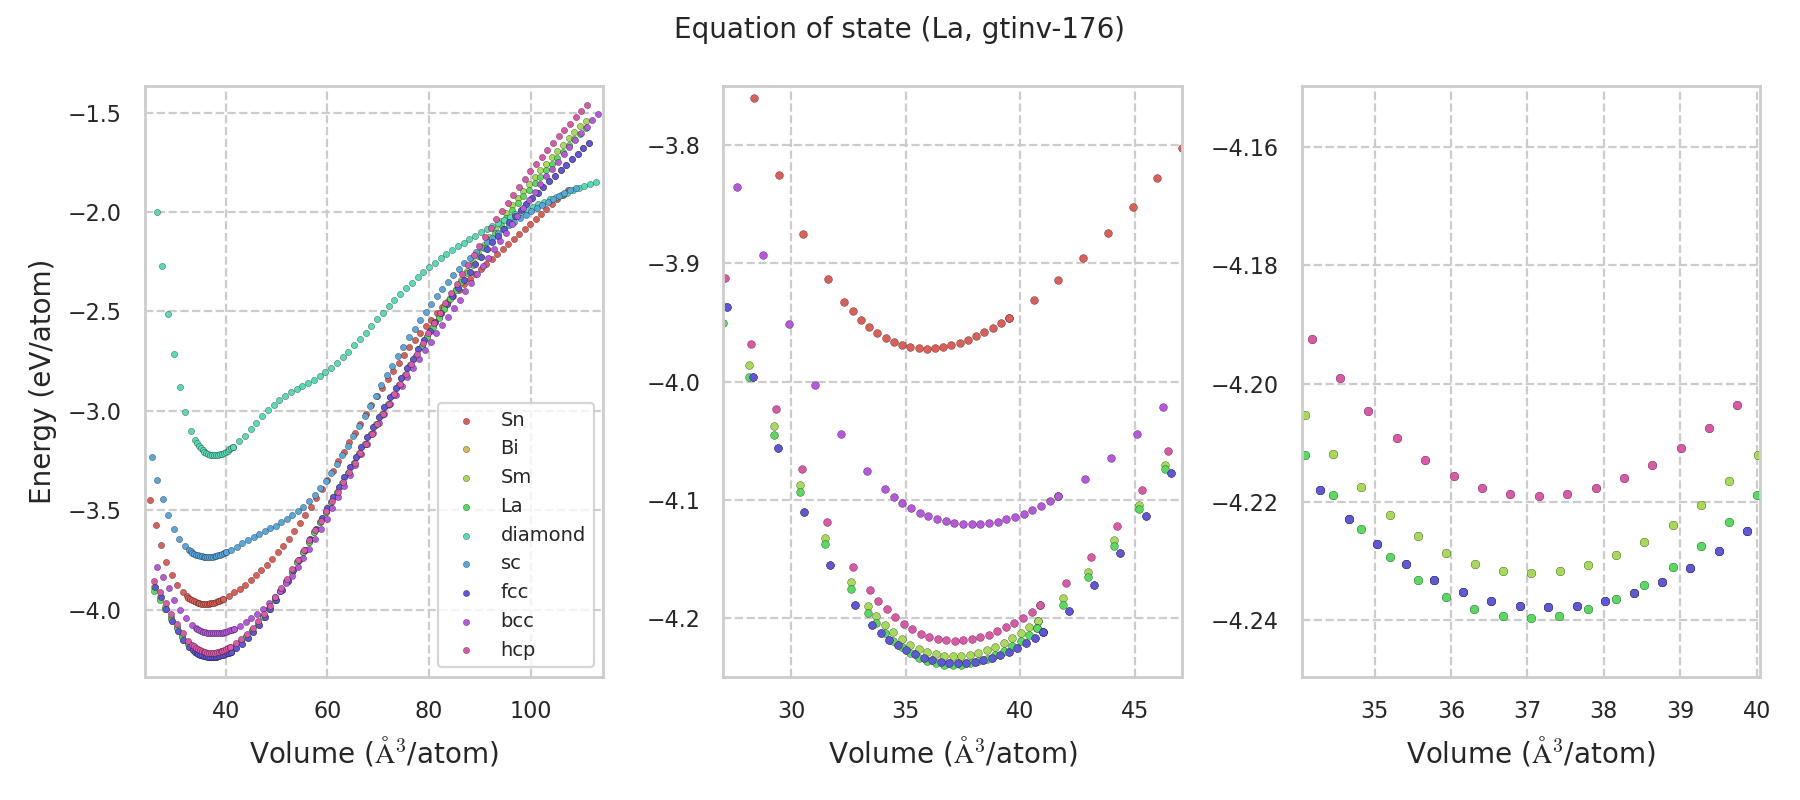 Equation of state (La, gtinv-176)
Energy (eV/atom)
−1.5
−2.0
−2.5
−3.0
−3.5
−4.0
40 60 80 100
Volume (Å³/atom)
Sn
Bi
Sm
La
diamond
sc
fcc
bcc
hcp
−3.8
−3.9
−4.0
−4.1
−4.2
30 35 40 45
Volume (Å³/atom)
−4.16
−4.18
−4.20
−4.22
−4.24
35 36 37 38 39 40
Volume (Å³/atom)